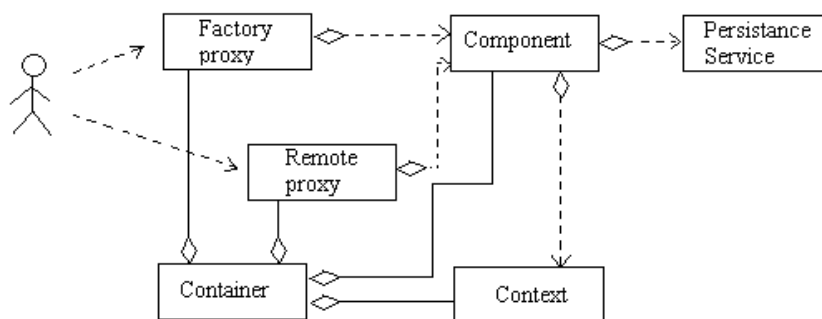 Factory
proxy
Component
Persistance
Service
Remote
proxy
Container
Context